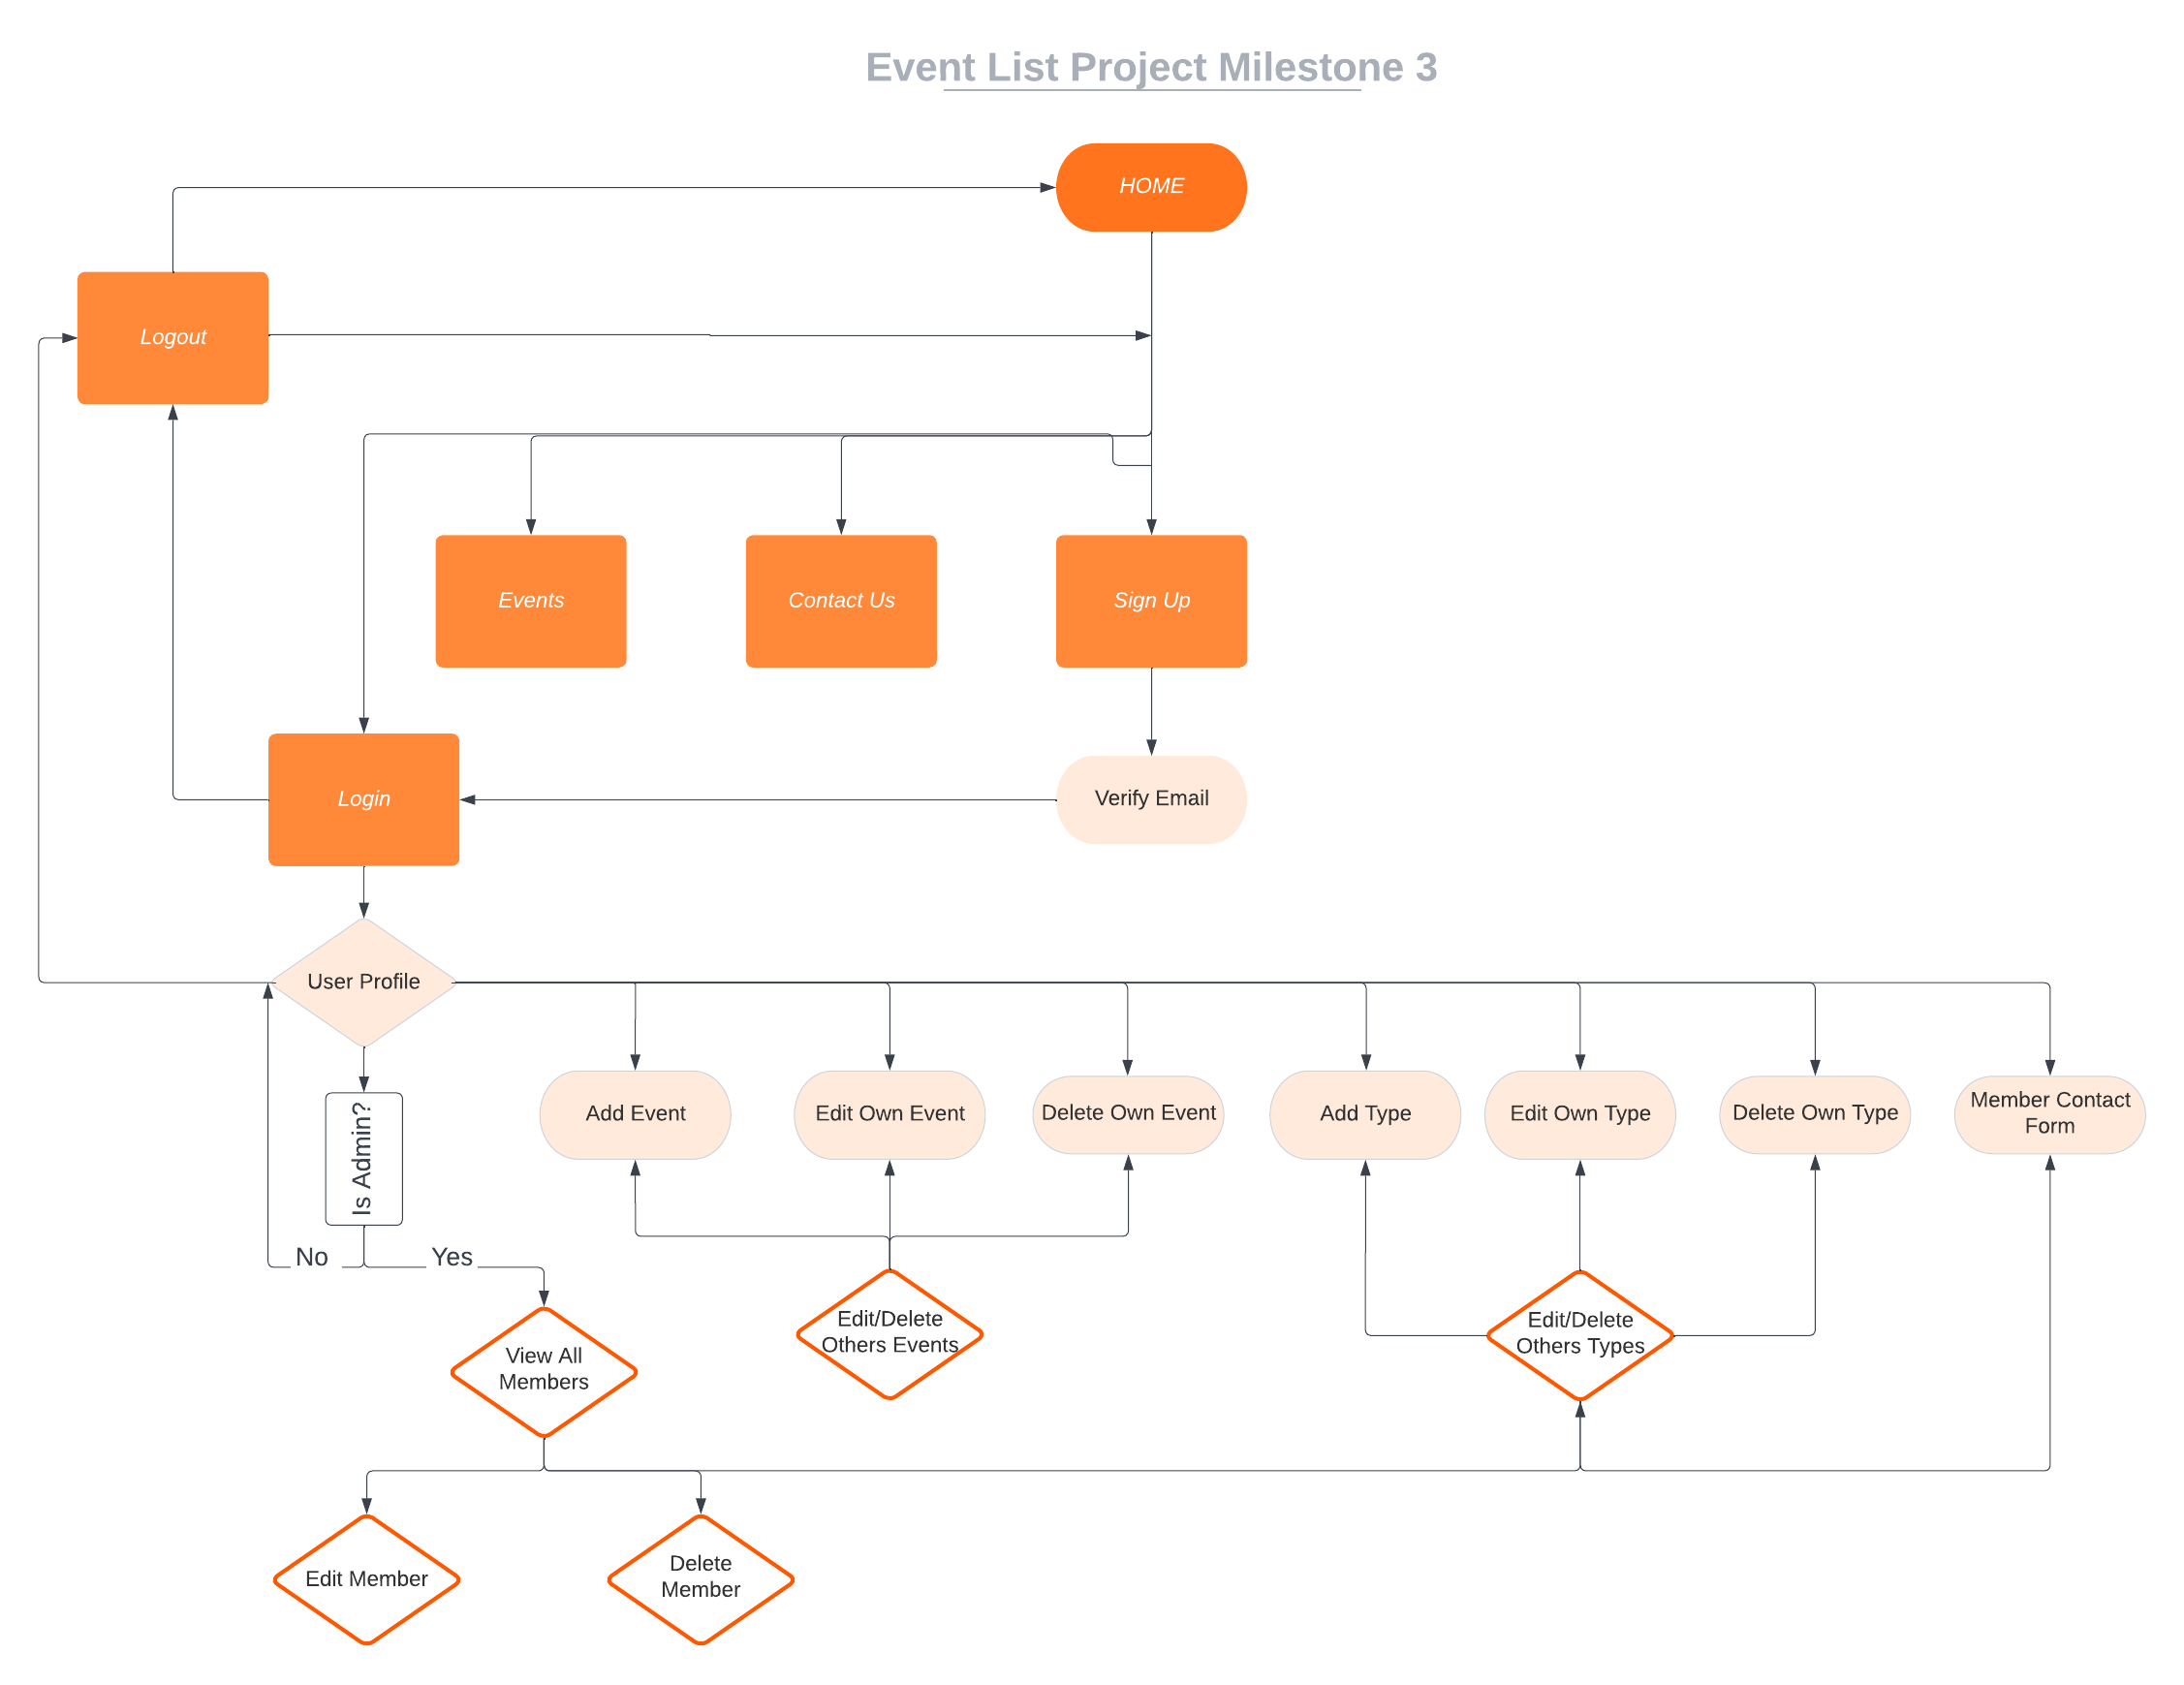 Event List Project Milestone 3
HOME
Logout
Events
Contact Us
Sign Up
Login
Verify Email
User Profile
Is Admin?
Add Event
Edit Own Event
Delete Own Event
Add Type
Edit Own Type
Delete Own Type
Member Contact
Form
No
Yes
View All
Members
Edit/Delete
Others Events
Edit/Delete
Others Types
Edit Member
Delete
Member